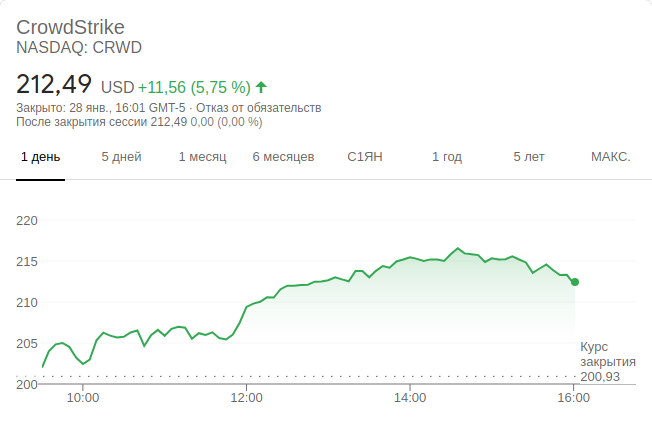 CrowdStrike
NASDAQ: CRWD
212,49 USD +11,56 (5,75 %)
Закрыто: 28 янв., 16:01 GMT-5 · Отказ от обязательств
После закрытия сессии 212,49 0,00 (0,00 %)
1 день 5 дней 1 месяц 6 месяцев С1ЯН 1 год 5 лет МАКС.
220
215
210
205
200
Курс
закрытия
200,93
10:00 12:00 14:00 16:00